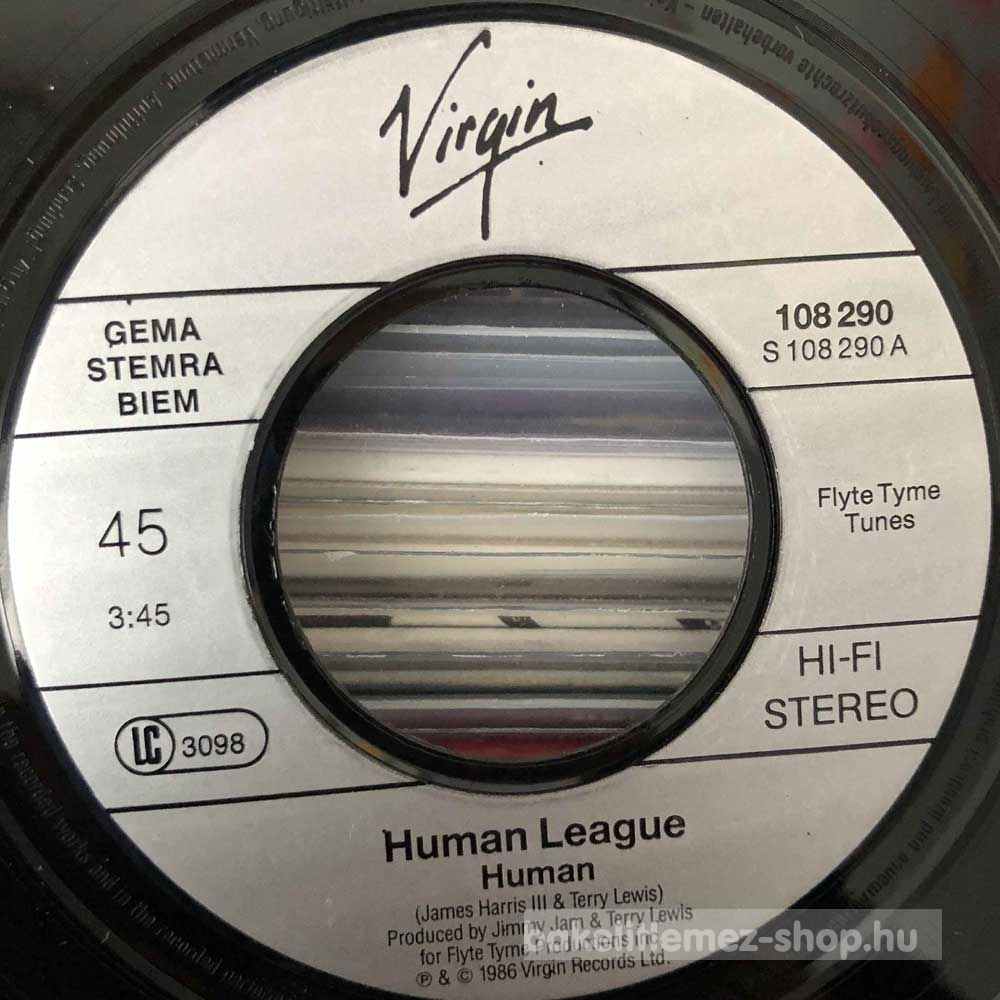 Virgin
GEMA
STEMRA
BIEM
108 290
S 108 290 A
45
3:45
Flyte Tyme
Tunes
LC 3098
HI-FI
STEREO
Human League
Human
(James Harris III & Terry Lewis)
Produced by Jimmy Jam & Terry Lewis
for Flyte Tyme Productions Inc.
℗ & © 1986 Virgin Records Ltd.
bakelitlemez-shop.hu